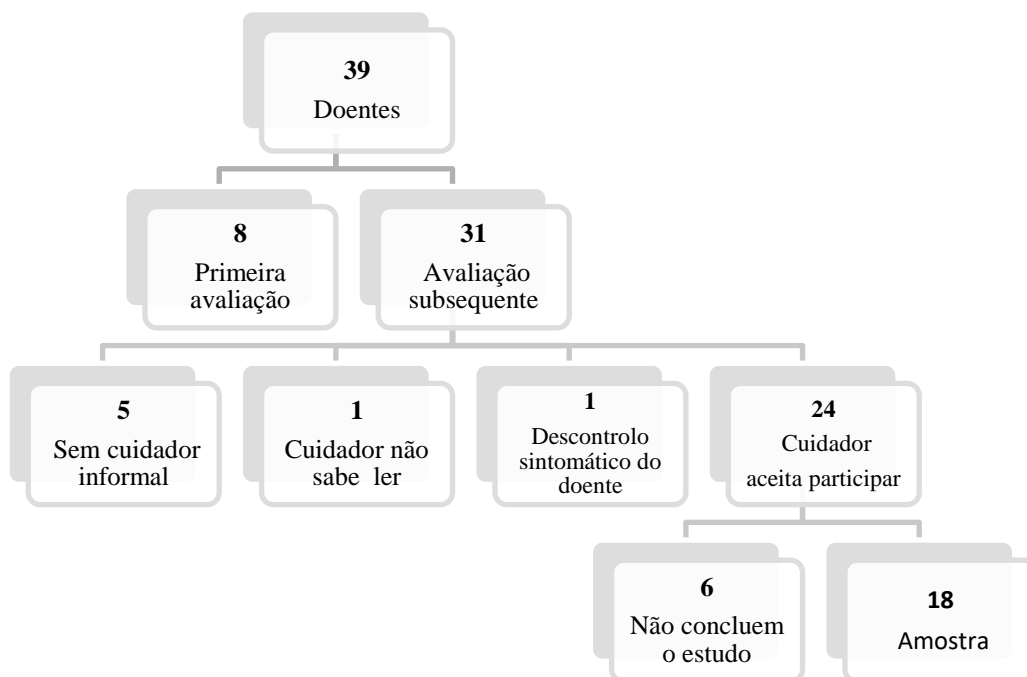 39
Doentes
8
Primeira
avaliação
31
Avaliação
subsequente
5
Sem cuidador
informal
1
Cuidador não
sabe ler
1
Descontrolo
sintomático do
doente
24
Cuidador
aceita participar
6
Não concluem
o estudo
18
Amostra